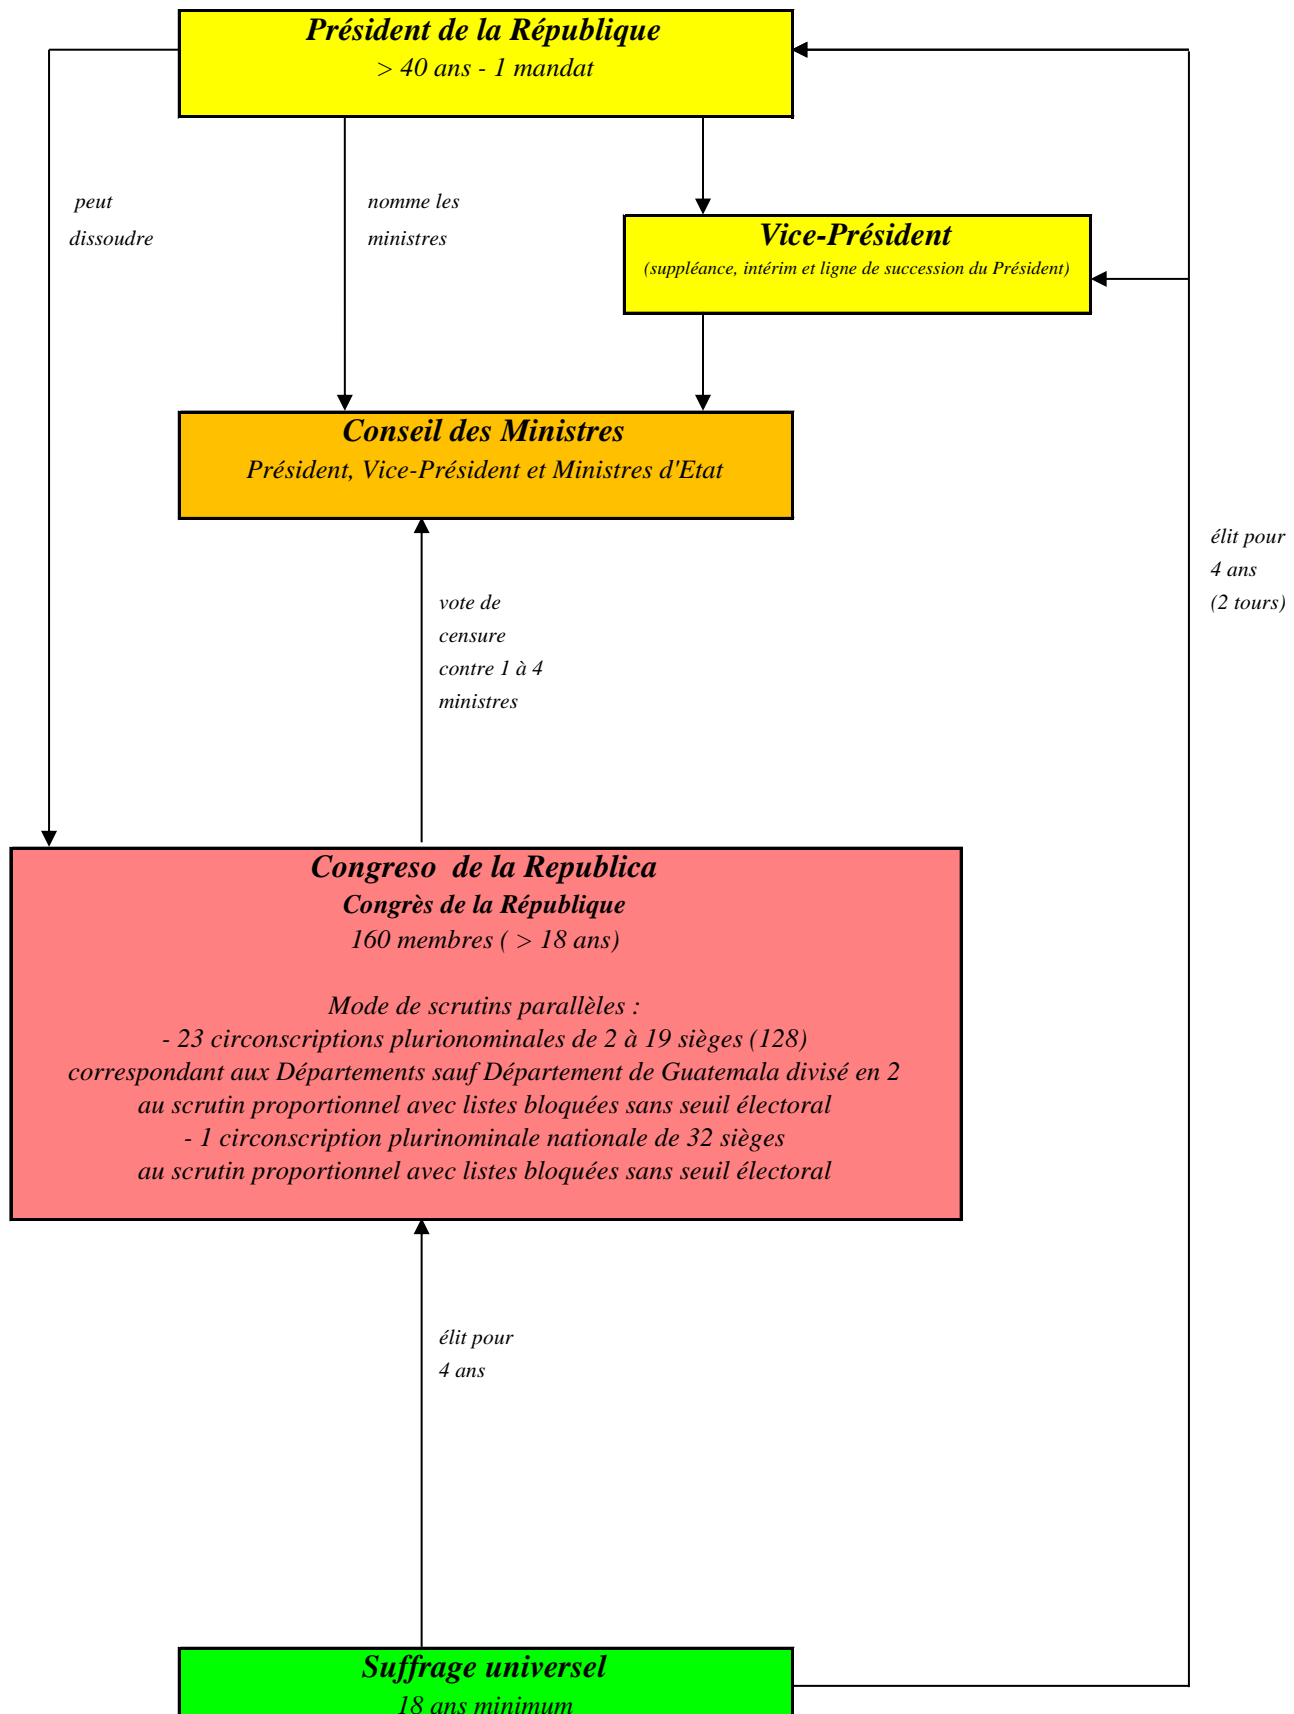 Président de la République
> 40 ans - 1 mandat
peut
dissoudre
nomme les
ministres
Vice-Président
(suppléance, intérim et ligne de succession du Président)
Conseil des Ministres
Président, Vice-Président et Ministres d'Etat
élit pour
4 ans
(2 tours)
vote de
censure
contre 1 à 4
ministres
Congreso de la Republica
Congrès de la République
160 membres ( > 18 ans)
Mode de scrutins parallèles :
- 23 circonscriptions plurionominales de 2 à 19 sièges (128)
correspondant aux Départements sauf Département de Guatemala divisé en 2
au scrutin proportionnel avec listes bloquées sans seuil électoral
- 1 circonscription plurinominale nationale de 32 sièges
au scrutin proportionnel avec listes bloquées sans seuil électoral
élit pour
4 ans
Suffrage universel
18 ans minimum